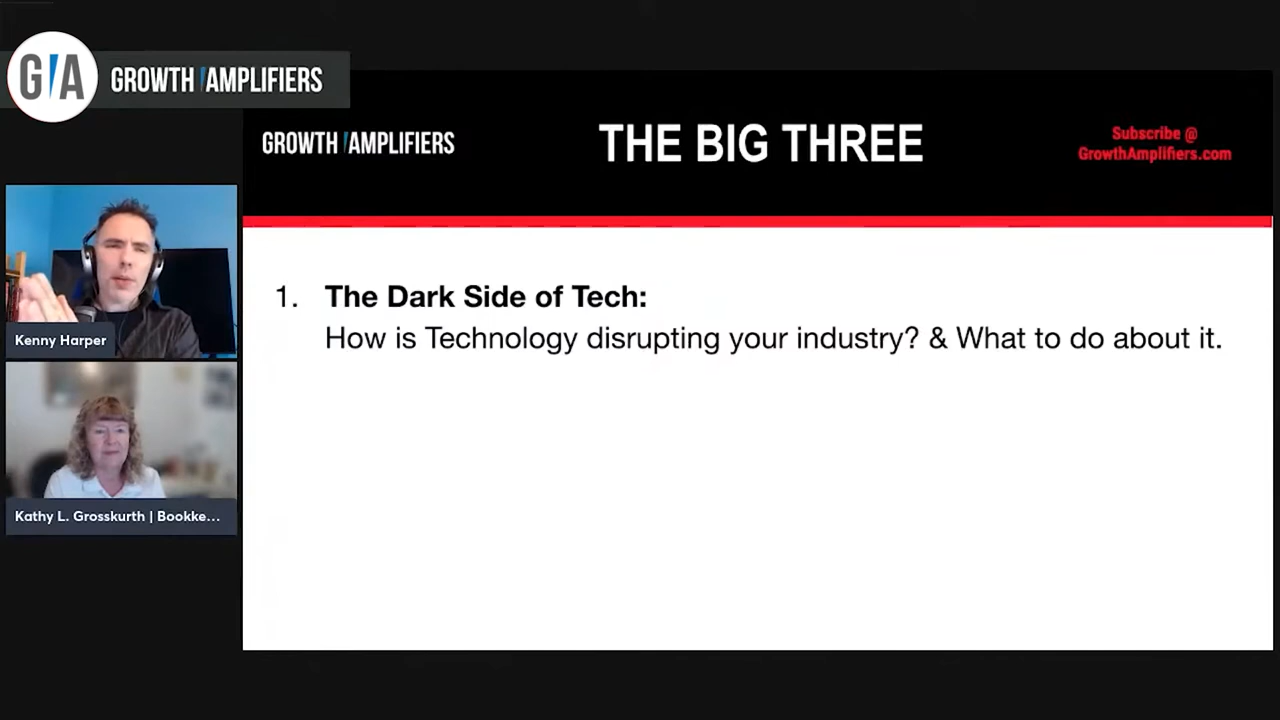 G/A GROWTH/AMPLIFIERS
GROWTH/AMPLIFIERS
THE BIG THREE
Subscribe @
GrowthAmplifiers.com
Kenny Harper
Kathy L. Grosskurth | Bookke...
1. The Dark Side of Tech:
How is Technology disrupting your industry? & What to do about it.